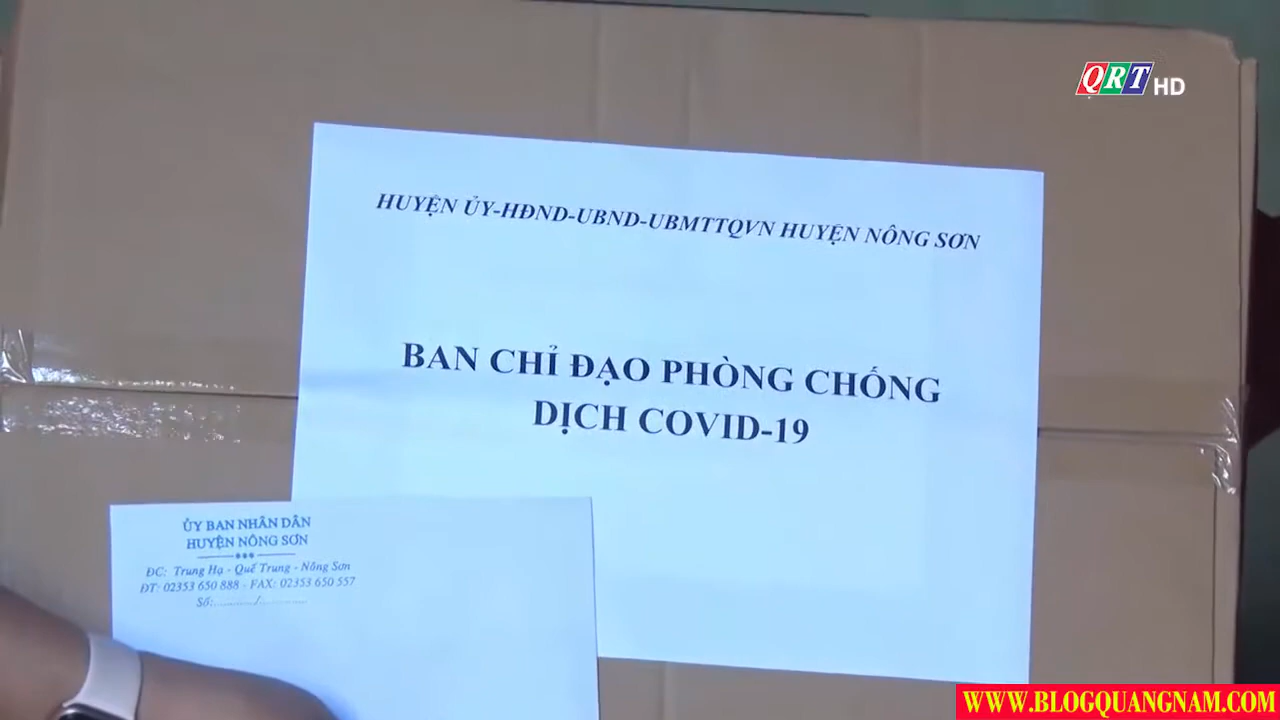 QRT HD
HUYỆN ỦY-HĐND-UBND-UBMTTQVN HUYỆN NÔNG SƠN
BAN CHỈ ĐẠO PHÒNG CHỐNG
DỊCH COVID-19
ỦY BAN NHÂN DÂN
HUYỆN NÔNG SƠN
ĐC: Trung Hạ - Quế Trung - Nông Sơn
ĐT: 02353 650 888 - FAX: 02353 650 557
Số:............/..............
WWW.BLOGQUANGNAM.COM